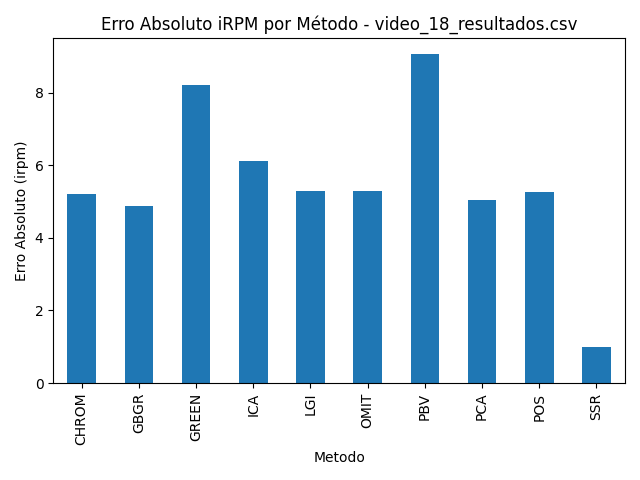 Erro Absoluto iRPM por Método - video_18_resultados.csv
Erro Absoluto (irpm)
8
6
4
2
0
CHROM
GBGR
GREEN
ICA
LGI
OMIT
PBV
PCA
POS
SSR
Metodo